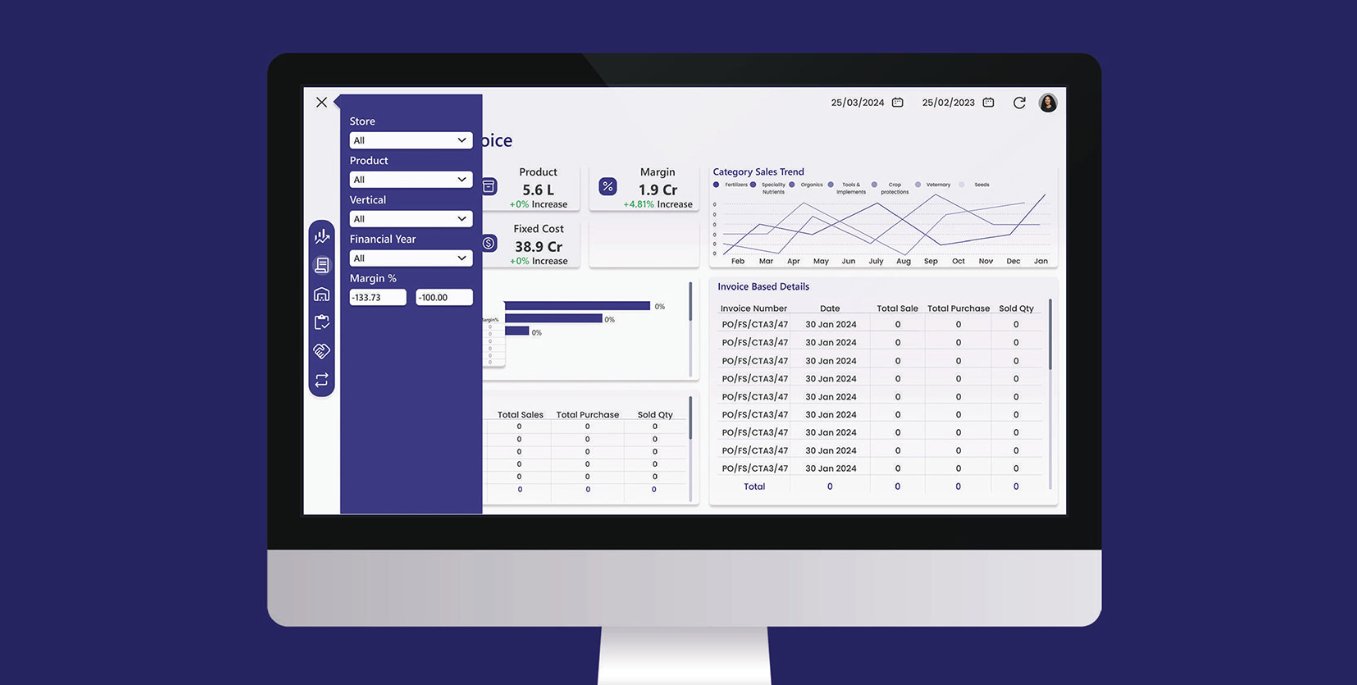 25/03/2024 25/02/2023
Store
All
Product
All
Vertical
All
Financial Year
All
Margin %
-133.73 -100.00
oice
Product
5.6 L
+0% Increase
Margin
1.9 Cr
+4.81% Increase
Fixed Cost
38.9 Cr
+0% Increase
Category Sales Trend
Fertilizers Specialty Nutrients Organics Tools & Implements Crop protections Veternary Seeds
0
0
0
0
0
0
Feb Mar Apr May Jun July Aug Sep Oct Nov Dec Jan
0%
0%
0%
Margin%
0
0
0
0
0
0
Total Sales Total Purchase Sold Qty
0 0 0
0 0 0
0 0 0
0 0 0
0 0 0
0 0 0
Invoice Based Details
Invoice Number Date Total Sale Total Purchase Sold Qty
PO/FS/CTA3/47 30 Jan 2024 0 0 0
PO/FS/CTA3/47 30 Jan 2024 0 0 0
PO/FS/CTA3/47 30 Jan 2024 0 0 0
PO/FS/CTA3/47 30 Jan 2024 0 0 0
PO/FS/CTA3/47 30 Jan 2024 0 0 0
PO/FS/CTA3/47 30 Jan 2024 0 0 0
PO/FS/CTA3/47 30 Jan 2024 0 0 0
PO/FS/CTA3/47 30 Jan 2024 0 0 0
PO/FS/CTA3/47 30 Jan 2024 0 0 0
Total 0 0 0 0